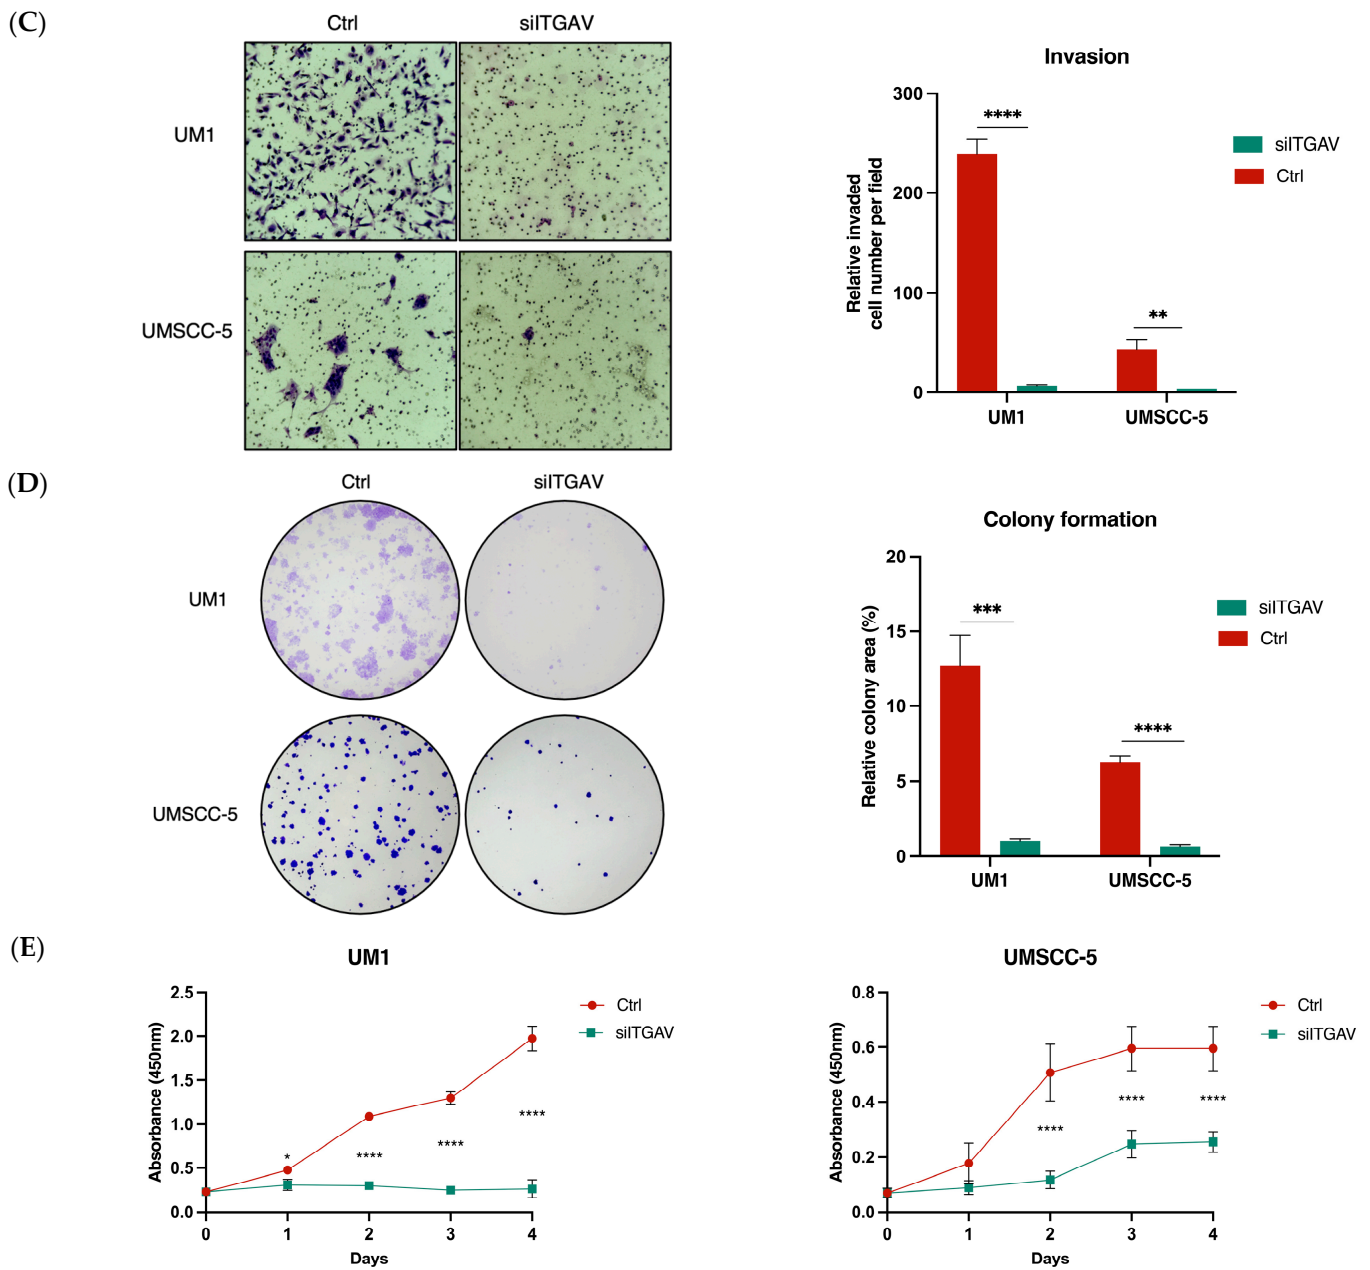 (C)
Ctrl
siITGAV
UM1
UMSCC-5
Invasion
Relative invaded
cell number per field
300
200
100
0
****
**
UM1
UMSCC-5
siITGAV
Ctrl
(D)
Ctrl
siITGAV
UM1
UMSCC-5
Colony formation
Relative colony area (%)
20
15
10
5
0
***
****
UM1
UMSCC-5
siITGAV
Ctrl
(E)
UM1
Absorbance (450nm)
2.5
2.0
1.5
1.0
0.5
0.0
*
****
****
****
0 1 2 3 4
Days
Ctrl
siITGAV
UMSCC-5
Absorbance (450nm)
0.8
0.6
0.4
0.2
0.0
****
****
****
0 1 2 3 4
Days
Ctrl
siITGAV